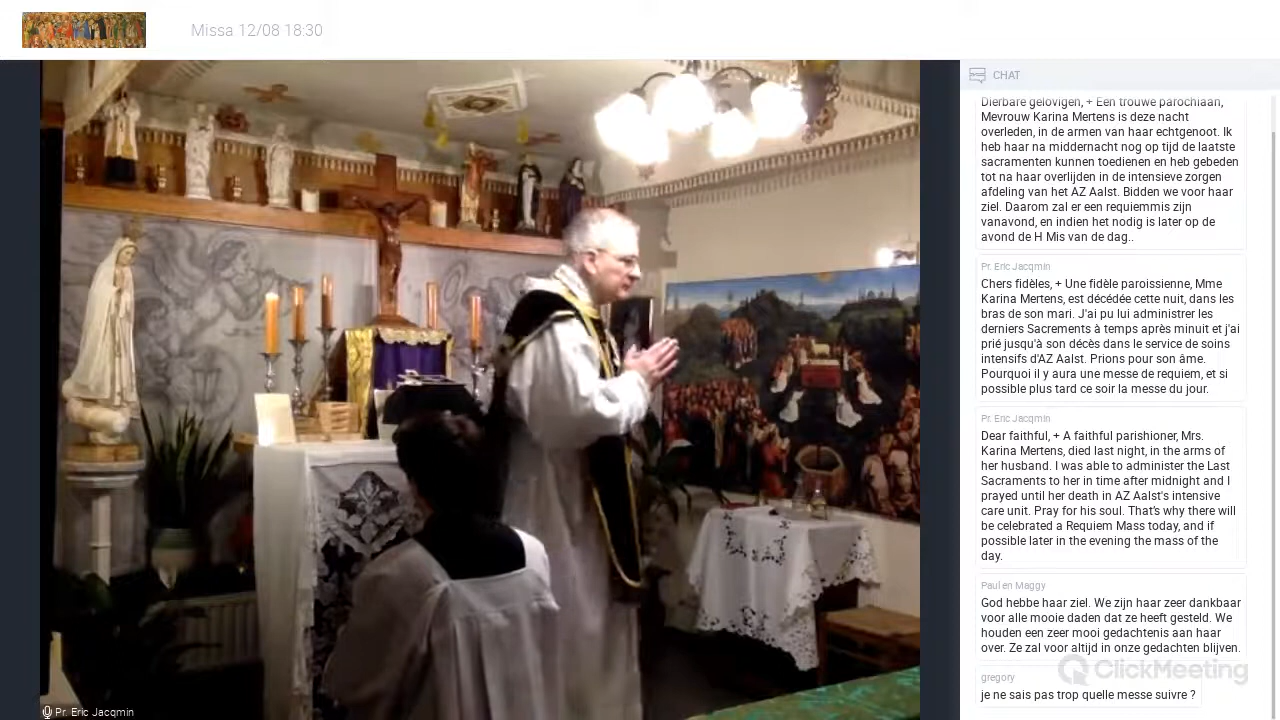 Missa 12/08 18:30
CHAT
Dierbare gelovigen, + Een trouwe parochiaan,
Mevrouw Karina Mertens is deze nacht
overleden, in de armen van haar echtgenoot. Ik
heb haar na middernacht nog op tijd de laatste
sacramenten kunnen toedienen en heb gebeden
tot na haar overlijden in de intensieve zorgen
afdeling van het AZ Aalst. Bidden we voor haar
ziel. Daarom zal er een requiemmis zijn
vanavond, en indien het nodig is later op de
avond de H Mis van de dag..
Pr. Eric Jacqmin
Chers fidèles, + Une fidèle paroissienne, Mme
Karina Mertens, est décédée cette nuit, dans les
bras de son mari. J'ai pu lui administrer les
derniers Sacrements à temps après minuit et j'ai
prié jusqu'à son décès dans le service de soins
intensifs d'AZ Aalst. Prions pour son âme.
Pourquoi il y aura une messe de requiem, et si
possible plus tard ce soir la messe du jour.
Pr. Eric Jacqmin
Dear faithful, + A faithful parishioner, Mrs.
Karina Mertens, died last night, in the arms of
her husband. I was able to administer the Last
Sacraments to her in time after midnight and I
prayed until her death in AZ Aalst's intensive
care unit. Pray for his soul. That's why there will
be celebrated a Requiem Mass today, and if
possible later in the evening the mass of the
day.
Paul en Maggy
God hebbe haar ziel. We zijn haar zeer dankbaar
voor alle mooie daden dat ze heeft gesteld. We
houden een zeer mooi gedachtenis aan haar
over. Ze zal voor altijd in onze gedachten blijven.
ClickMeeting
gregory
je ne sais pas trop quelle messe suivre ?
Pr. Eric Jacqmin